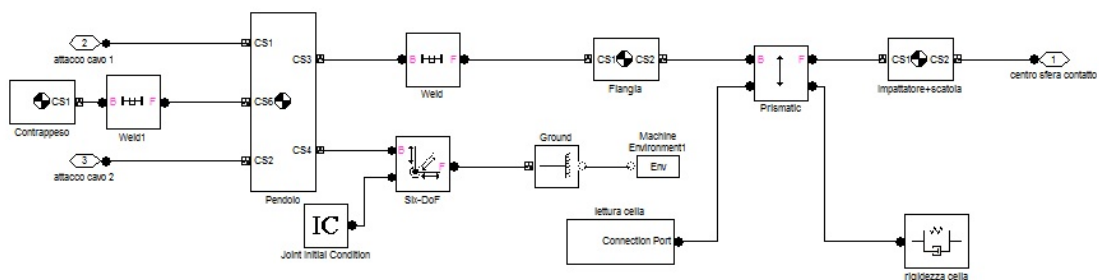 2
attacco cavo 1
CS1
Contrappeso
B
F
Weld1
3
attacco cavo 2
CS1
CS6
CS2
CS3
CS4
Pendolo
B
F
Weld
CS1 CS2
Flangia
B
F
Prismatic
CS1 CS2
Impattatore+scatola
1
centro sfera contatto
B
F
Six-DoF
IC
Joint Initial Condition
Ground
Machine
Environment1
Env
lettura cella
Connection Port
rigidezza cella